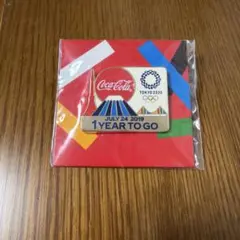 Coca-Cola
TOKYO 2020
JULY 24 2019
1 YEAR TO GO